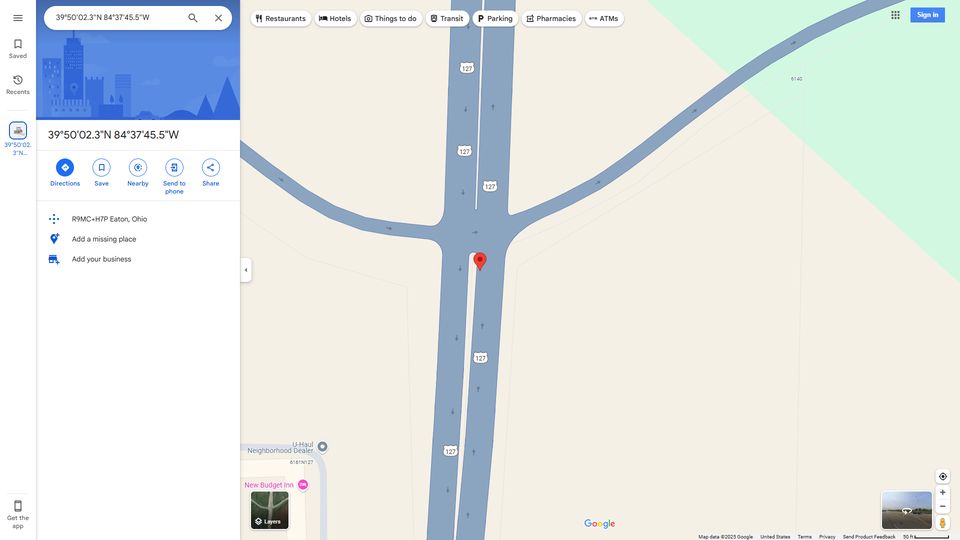 39°50'02.3"N 84°37'45.5"W
Restaurants
Hotels
Things to do
Transit
Parking
Pharmacies
ATMs
Sign in
Saved
Recents
39°50'02.
3"N...
39°50'02.3"N 84°37'45.5"W
Directions
Save
Nearby
Send to
phone
Share
R9MC+H7P Eaton, Ohio
Add a missing place
Add your business
Get the
app
127
127
127
127
127
6140
U-Haul
Neighborhood Dealer
6161N127
New Budget Inn
Layers
Google
Map data ©2025 Google
United States
Terms
Privacy
Send Product Feedback
50 ft